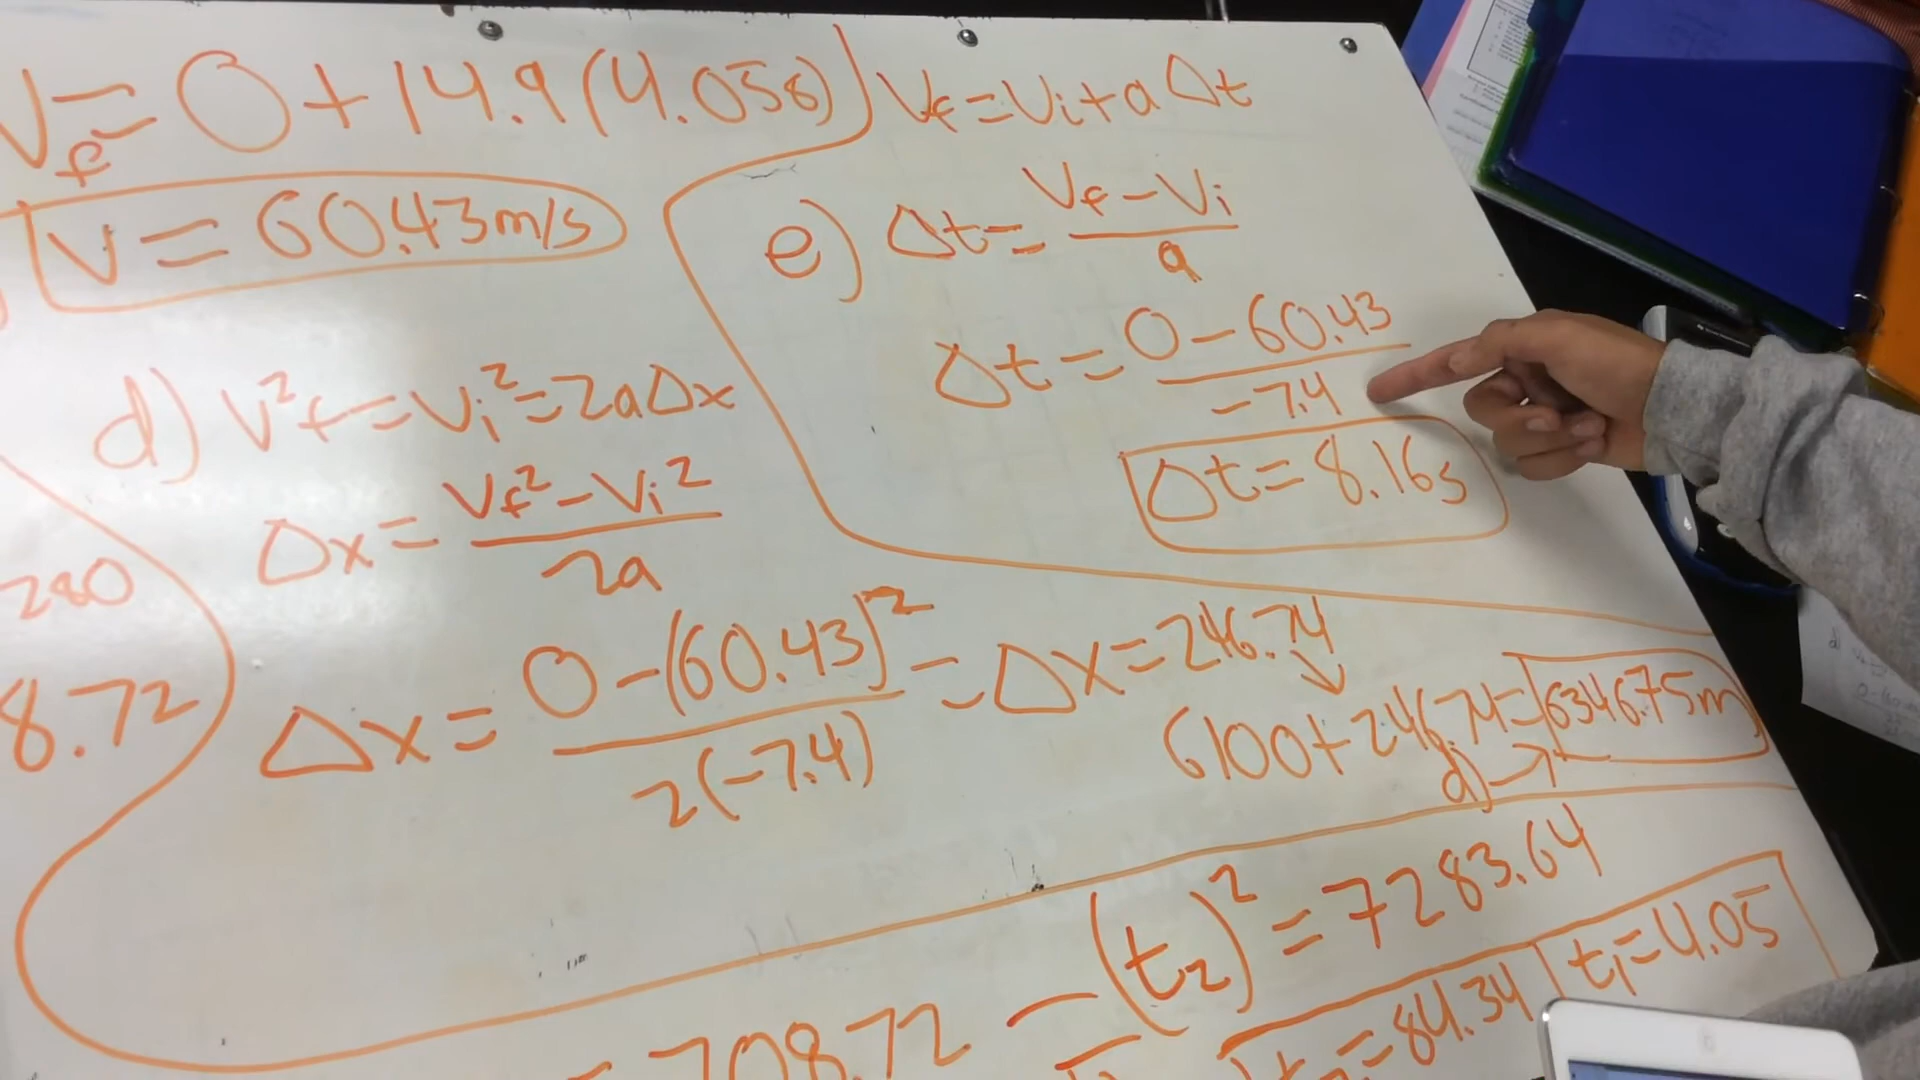 Vf = 0 + 14.9 (4.058)
V = 60.43 m/s
280
8.72
d) V²f = Vi² = 2aΔx
Δx = Vf² - Vi² / 2a
Δx = 0 - (60.43)² / 2(-7.4) = Δx = 246.74
6100 + 246.74 = 6346.75m
d) →
Vf = Vi + a Δt
e) Δt = Vf - Vi / a
Δt = 0 - 60.43 / -7.4
Δt = 8.16s
(t₂)² = 7283.64
= 708.72
= 84.34 t₁ = 4.05